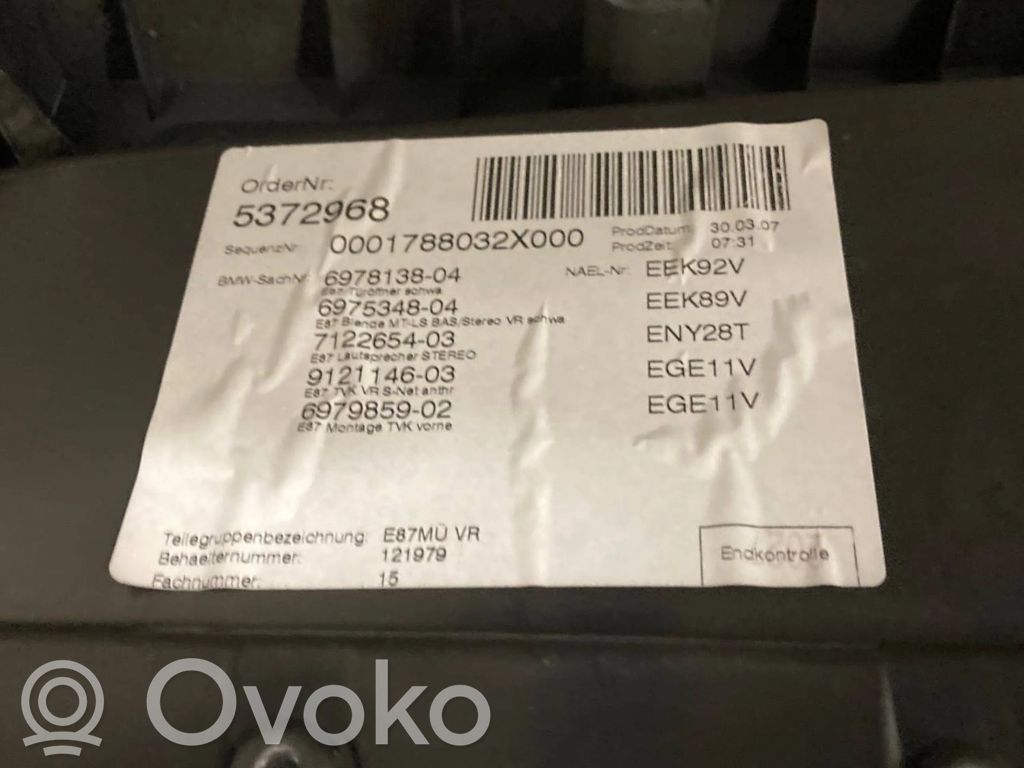 OrderNr:
5372968
SequenzNr: 0001788032X000
ProdDatum: 30.03.07
ProdZeit: 07:31
BMW-SachNr: 6978138-04 NAEL-Nr: EEK92V
E87 Türöffner schwa
6975348-04 EEK89V
E87 Blende MT-LS BAS/Stereo VR schwa
7122654-03 ENY28T
E87 Lautsprecher STEREO
9121146-03 EGE11V
E87 TVK VR S-Net anthr
6979859-02 EGE11V
E87 Montage TVK vorne
Teilegruppenbezeichnung: E87MÜ VR
Behaelternummer: 121979
Fachnummer: 15
Endkontrolle
Ovoko